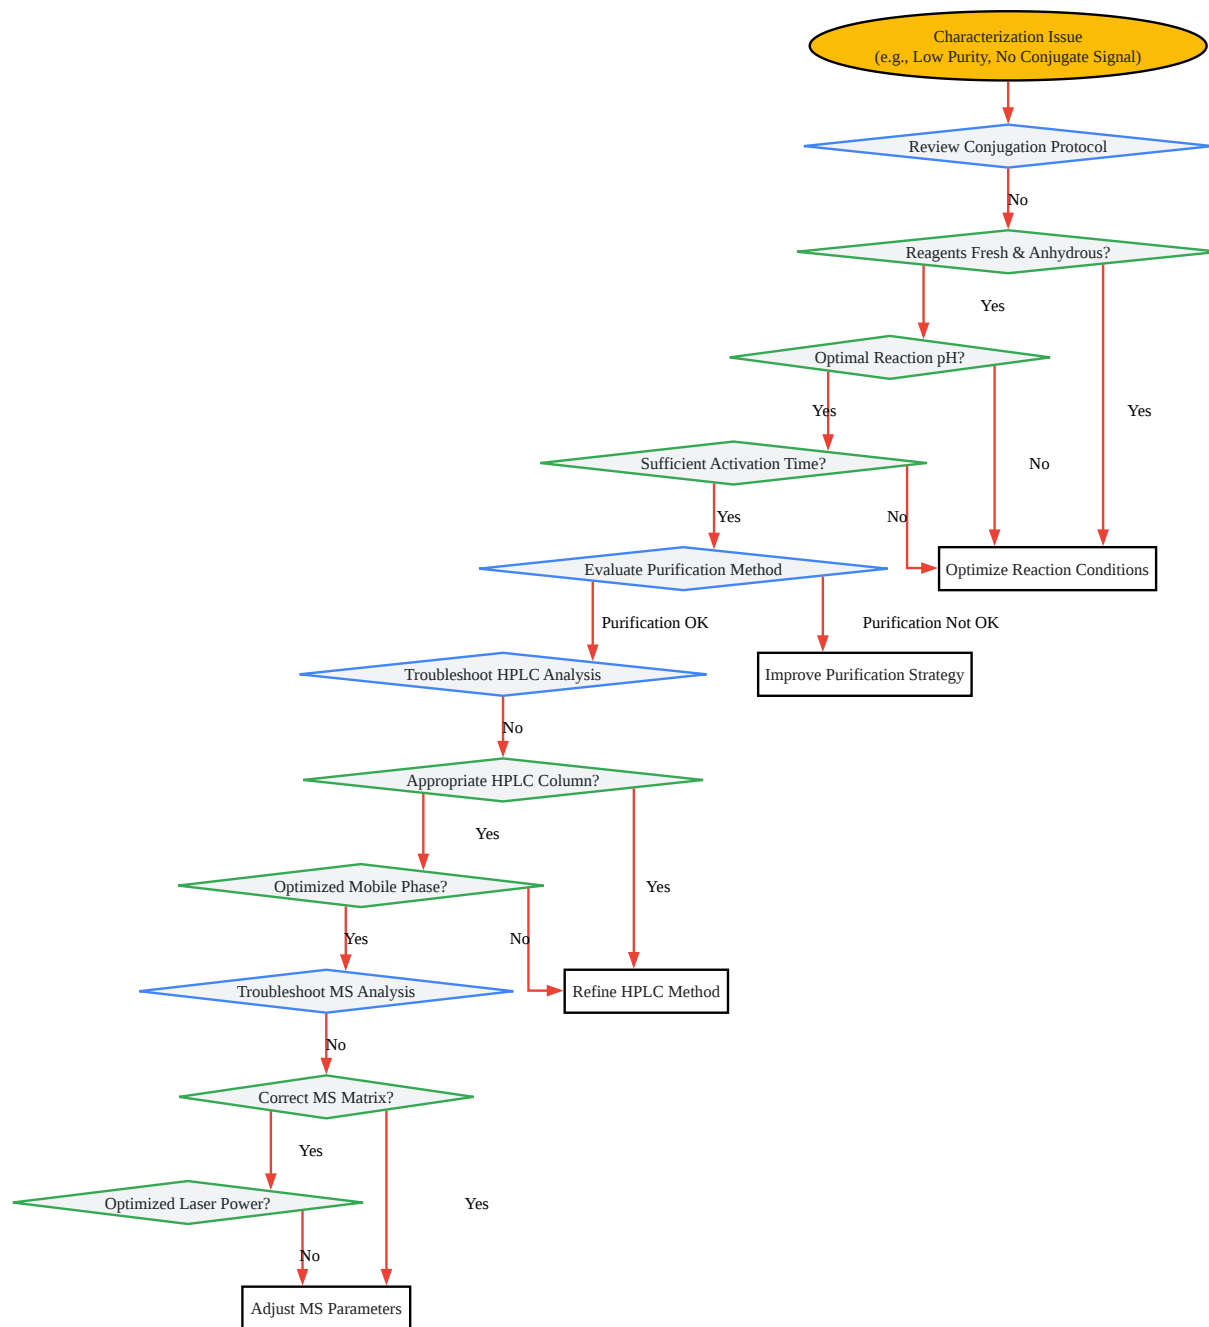 Characterization Issue
(e.g., Low Purity, No Conjugate Signal)
Review Conjugation Protocol
No
Reagents Fresh & Anhydrous?
Yes
Optimal Reaction pH?
Yes
Yes
Sufficient Activation Time?
No
Yes
No
Evaluate Purification Method
Optimize Reaction Conditions
Purification OK
Purification Not OK
Troubleshoot HPLC Analysis
Improve Purification Strategy
No
Appropriate HPLC Column?
Yes
Optimized Mobile Phase?
Yes
Yes
No
Troubleshoot MS Analysis
Refine HPLC Method
No
Correct MS Matrix?
Yes
Optimized Laser Power?
Yes
No
Adjust MS Parameters